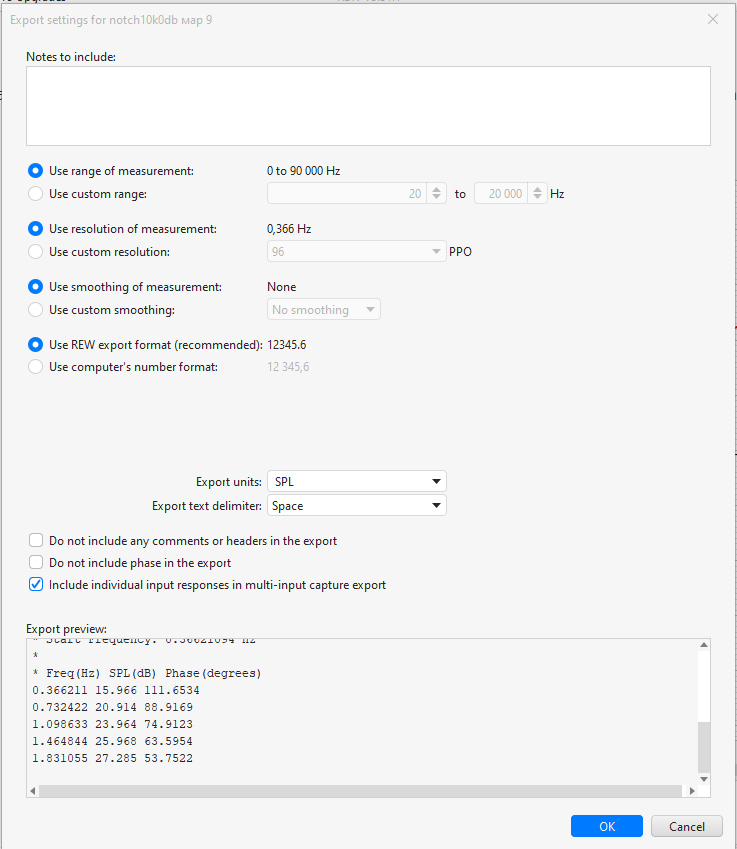 Export settings for notch10k0db мар 9
Notes to include:
Use range of measurement: 0 to 90 000 Hz
Use custom range: 20 to 20 000 Hz
Use resolution of measurement: 0,366 Hz
Use custom resolution: 96 PPO
Use smoothing of measurement: None
Use custom smoothing: No smoothing
Use REW export format (recommended): 12345.6
Use computer's number format: 12 345,6
Export units: SPL
Export text delimiter: Space
Do not include any comments or headers in the export
Do not include phase in the export
Include individual input responses in multi-input capture export
Export preview:
* Start Frequency: 0.36621094 Hz
*
* Freq(Hz) SPL(dB) Phase(degrees)
0.366211 15.966 111.6534
0.732422 20.914 88.9169
1.098633 23.964 74.9123
1.464844 25.968 63.5954
1.831055 27.285 53.7522
OK Cancel